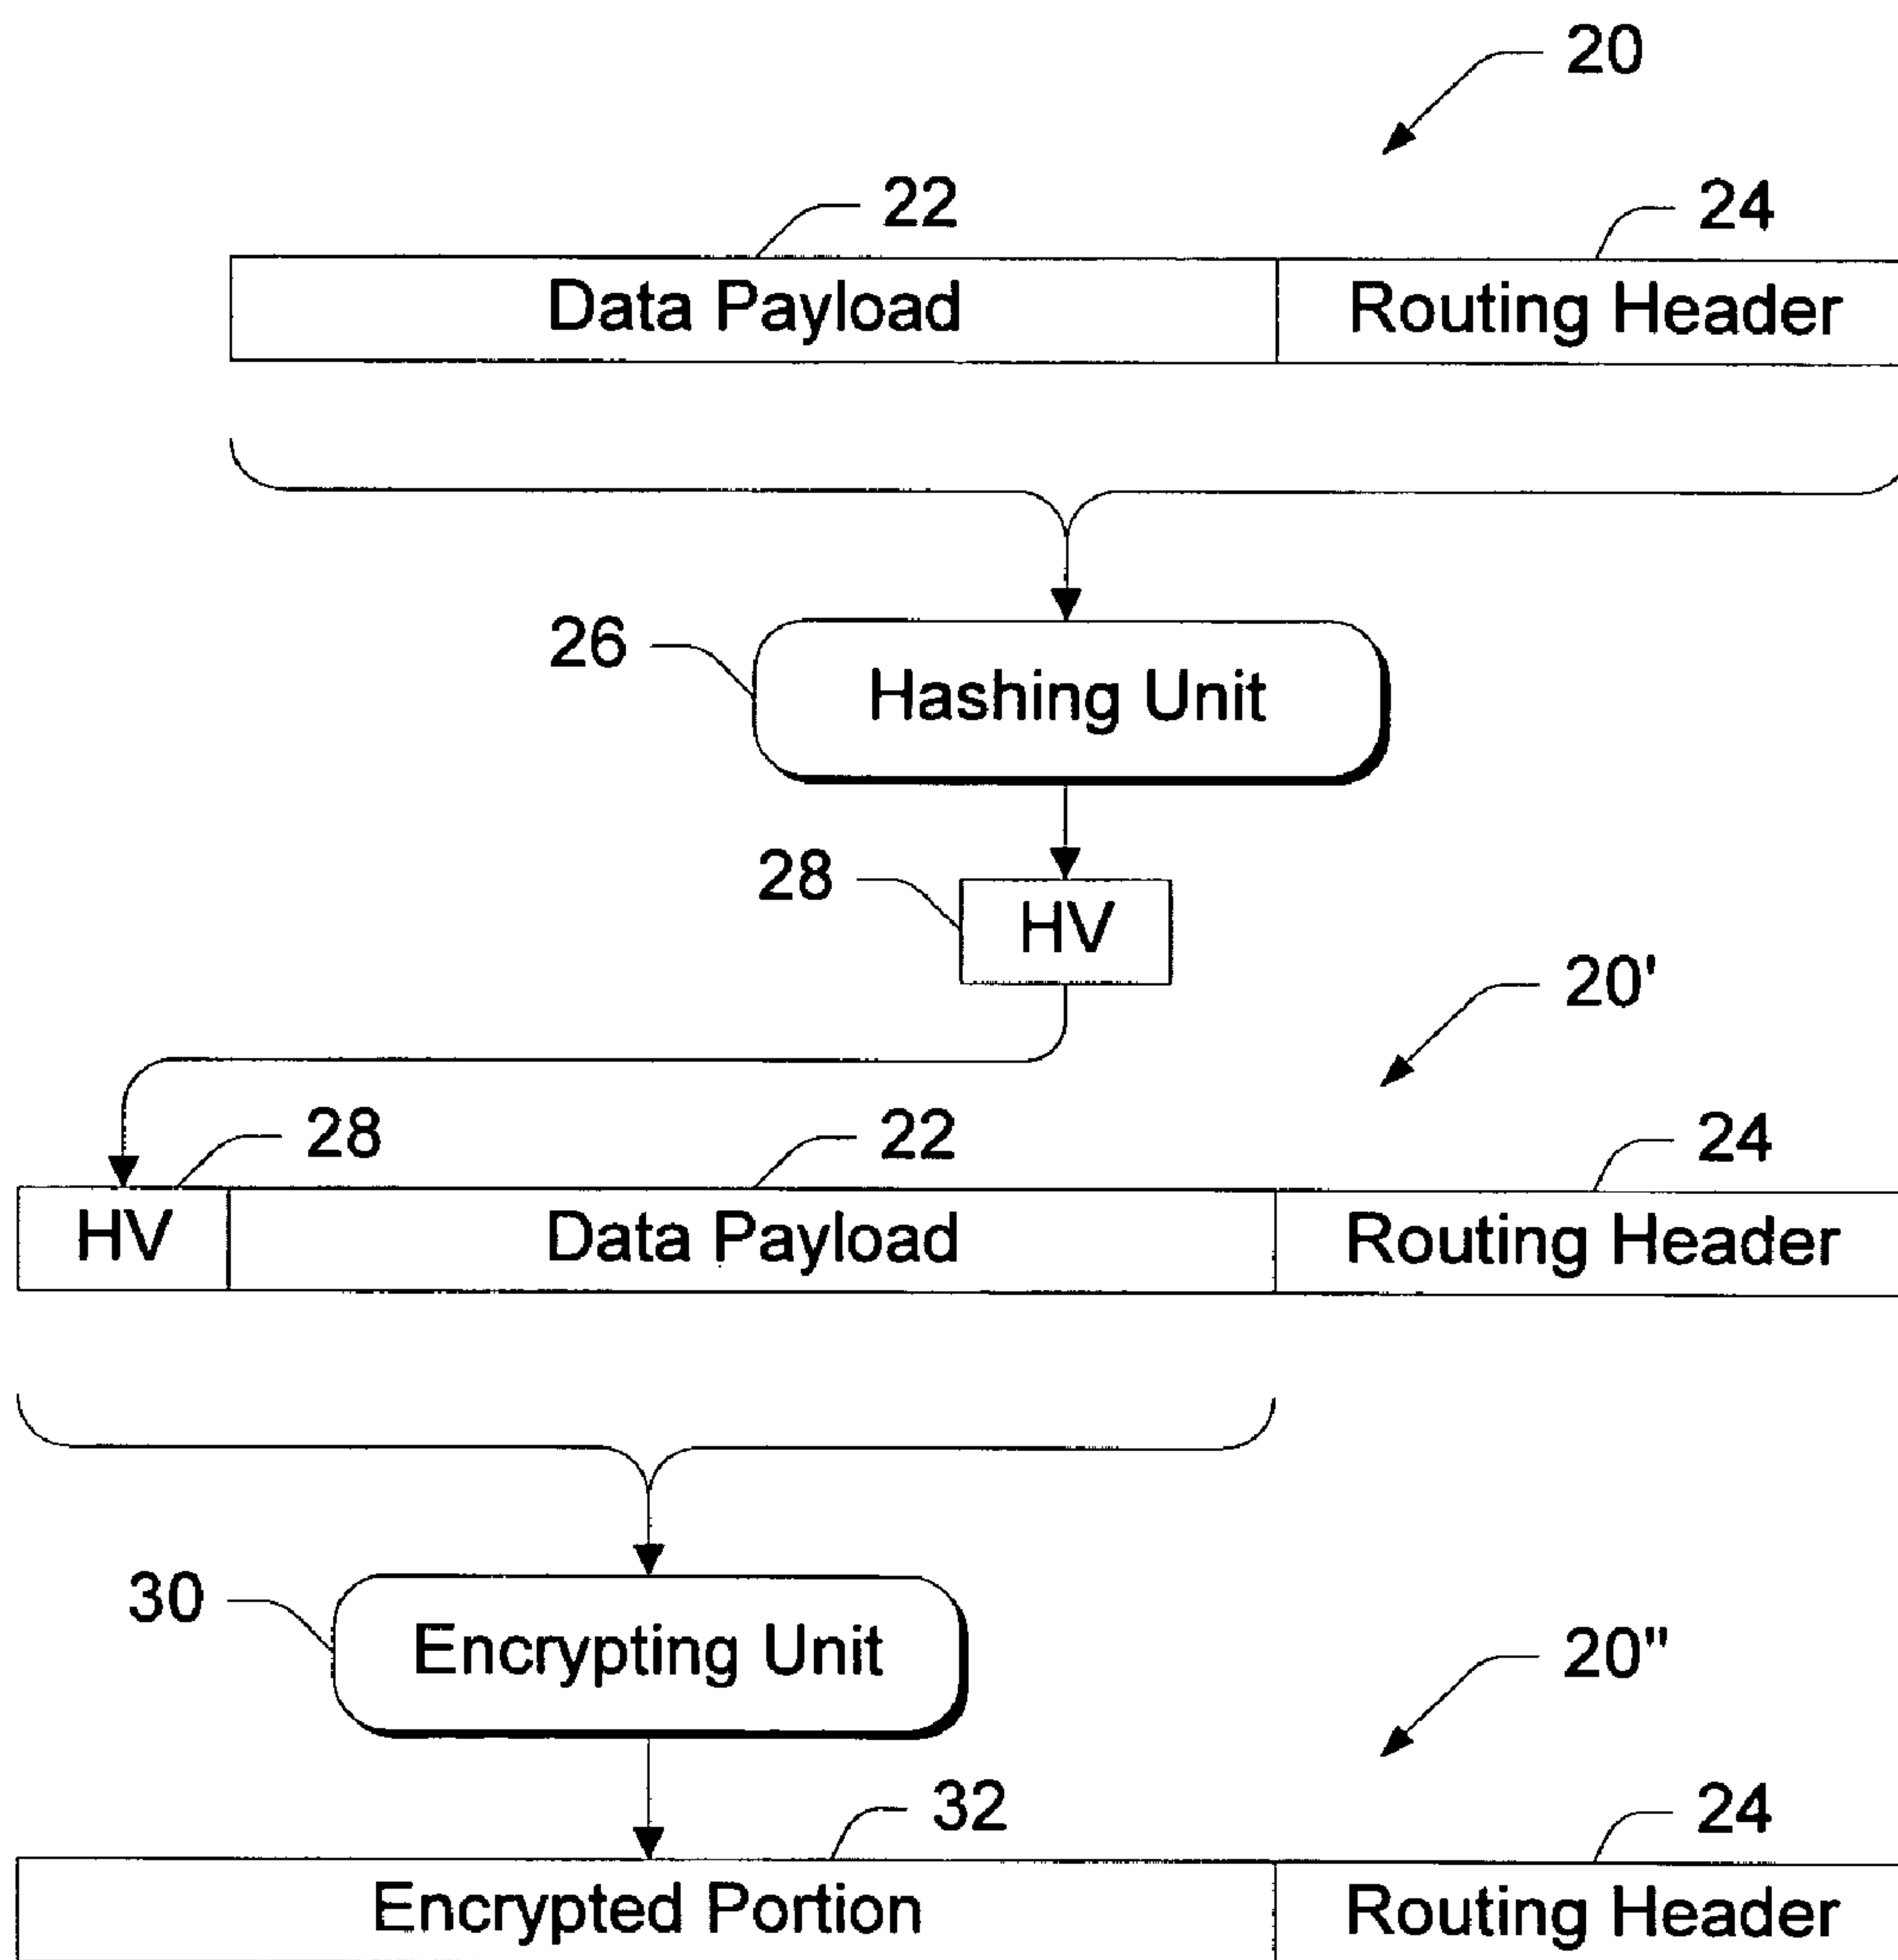 20
22 24
Data Payload Routing Header
26
Hashing Unit
28
HV
20'
28 22 24
HV Data Payload Routing Header
30
Encrypting Unit
20"
32 24
Encrypted Portion Routing Header